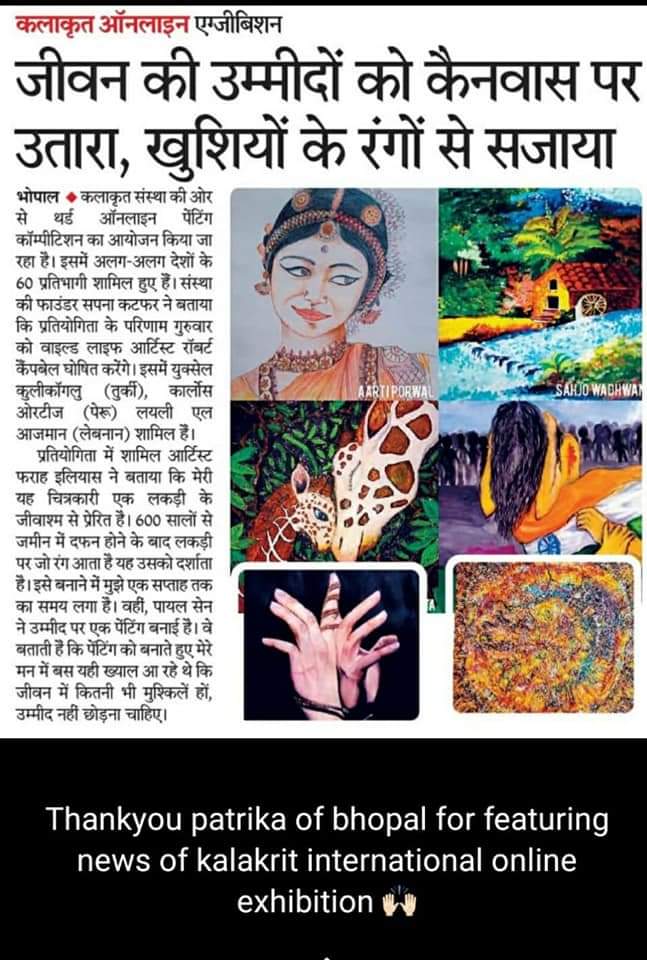 कलाकृत ऑनलाइन एग्जीबिशन
जीवन की उम्मीदों को कैनवास पर
उतारा, खुशियों के रंगों से सजाया
भोपाल ◆ कलाकृत संस्था की ओर
से थर्ड ऑनलाइन पेंटिंग
कॉम्पीटिशन का आयोजन किया जा
रहा है। इसमें अलग-अलग देशों के
60 प्रतिभागी शामिल हुए हैं। संस्था
की फाउंडर सपना कटफर ने बताया
कि प्रतियोगिता के परिणाम गुरुवार
को वाइल्ड लाइफ आर्टिस्ट रॉबर्ट
कैंपबेल घोषित करेंगे। इसमें युक्सेल
कुलीकॉगलु (तुर्की), कार्लोस
ओरटीज (पेरू) लयली एल
आजमान (लेबनान) शामिल हैं।
प्रतियोगिता में शामिल आर्टिस्ट
फराह इलियास ने बताया कि मेरी
यह चित्रकारी एक लकड़ी के
जीवाश्म से प्रेरित है। 600 सालों से
जमीन में दफन होने के बाद लकड़ी
पर जो रंग आता है यह उसको दर्शाता
है। इसे बनाने में मुझे एक सप्ताह तक
का समय लगा है। वहीं, पायल सेन
ने उम्मीद पर एक पेंटिंग बनाई है। वे
बताती हैं कि पेंटिंग को बनाते हुए मेरे
मन में बस यही ख्याल आ रहे थे कि
जीवन में कितनी भी मुश्किलें हों,
उम्मीद नहीं छोड़ना चाहिए।
AARTI PORWAL
SAHJO WADHWAN
Thankyou patrika of bhopal for featuring
news of kalakrit international online
exhibition 🙌🏻